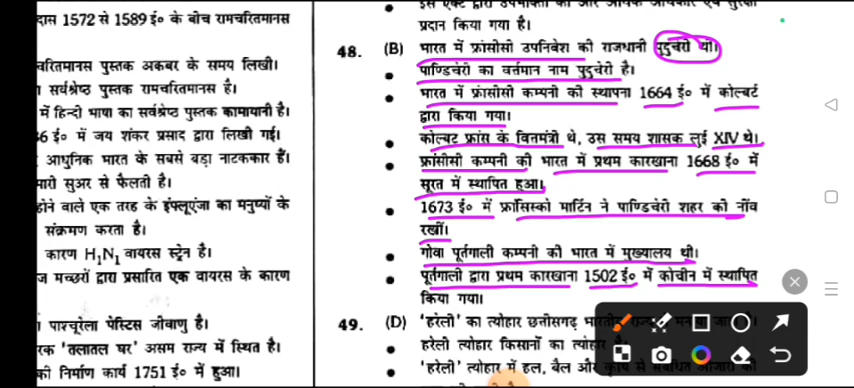 दास 1572 से 1589 ई० के बीच रामचरितमानस
चरितमानस पुस्तक अकबर के समय लिखी।
सर्वश्रेष्ठ पुस्तक रामचरितमानस है।
में हिन्दी भाषा का सर्वश्रेष्ठ पुस्तक कामायानी है।
6 ई० में जय शंकर प्रसाद द्वारा लिखी गई।
आधुनिक भारत के सबसे बड़ा नाटककार हैं।
मारी सुअर से फैलती है।
होने वाले एक तरह के इंफ्लूएंजा का मनुष्यों के
संक्रमण करता है।
कारण H₁N₁ वायरस स्ट्रेन है।
ज मच्छरों द्वारा प्रसारित एक वायरस के कारण
पाश्चूरेला पेस्टिस जीवाणु है।
रक 'तलातल घर' असम राज्य में स्थित है।
की निर्माण कार्य 1751 ई० में हुआ।
प्रदान किया गया है।
48. (B) भारत में फ्रांसीसी उपनिवेश की राजधानी पुदुचेरी थी।
• पाण्डिचेरी का वर्तमान नाम पुदुचेरी है।
• भारत में फ्रांसीसी कम्पनी की स्थापना 1664 ई० में कोल्बर्ट
द्वारा किया गया।
• कोल्बर्ट फ्रांस के वित्तमंत्री थे, उस समय शासक लुई XIV थे।
• फ्रांसीसी कम्पनी की भारत में प्रथम कारखाना 1668 ई० में
सूरत में स्थापित हुआ।
• 1673 ई० में फ्रांसिस्को मार्टिन ने पाण्डिचेरी शहर की नींव
रखीं।
• गोवा पूर्तगाली कम्पनी की भारत में मुख्यालय थी।
• पूर्तगाली द्वारा प्रथम कारखाना 1502 ई० में कोचीन में स्थापित
किया गया।
49. (D) 'हरेली' का त्योहार छत्तीसगढ़
• हरेली त्योहार किसानों का
• 'हरेली' त्योहार में हल, बैल और